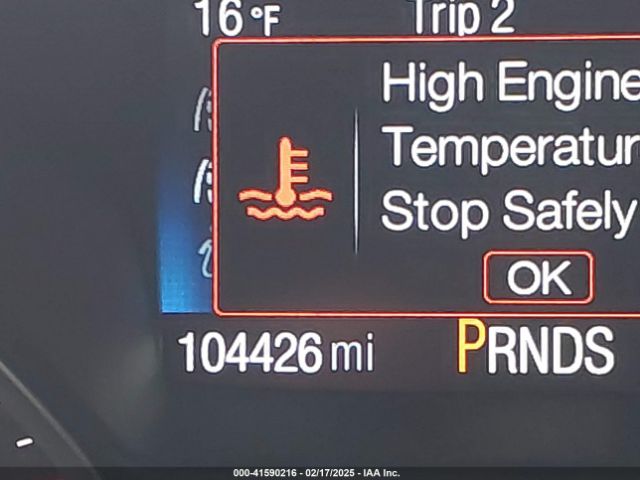 16 °F Trip 2
High Engine
Temperatur
Stop Safely
OK
104426 mi PRNDS
000-41590216 - 02/17/2025 - IAA Inc.